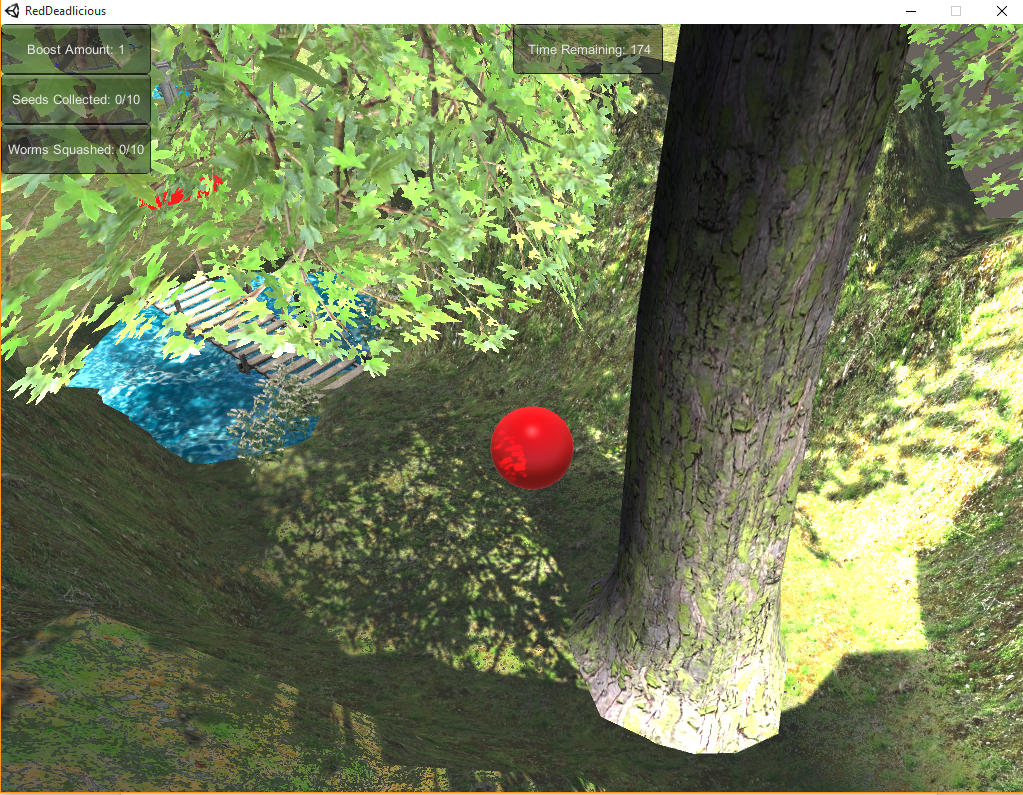 RedDeadlicious
Boost Amount: 1
Time Remaining: 174
Seeds Collected: 0/10
Worms Squashed: 0/10